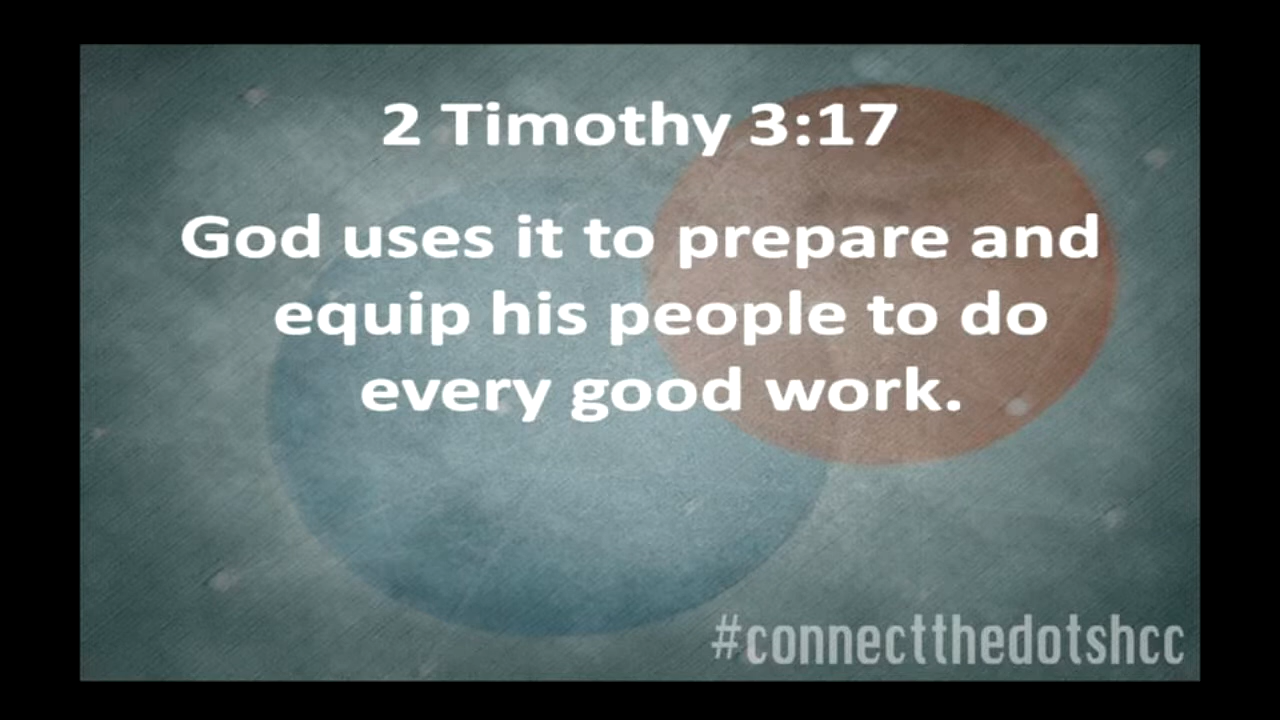 2 Timothy 3:17
God uses it to prepare and
equip his people to do
every good work.
#connectthedotshcc